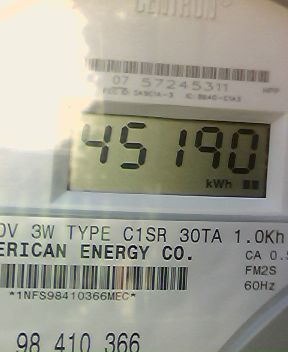 CENTRON®
07 57245311
45190
kWh
0V 3W TYPE C1SR 30TA 1.0Kh
ERICAN ENERGY CO. CA 0.5
*1NFS98410366MEC* FM2S
60Hz
98 410 366